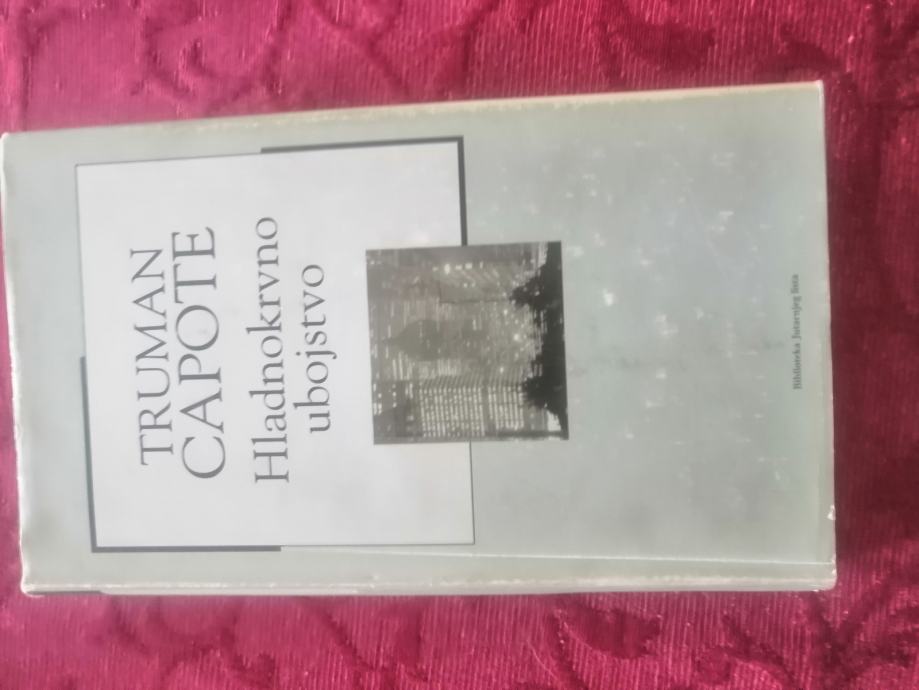 TRUMAN
CAPOTE
Hladnokrvno
ubojstvo
Biblioteka Jutarnjeg lista